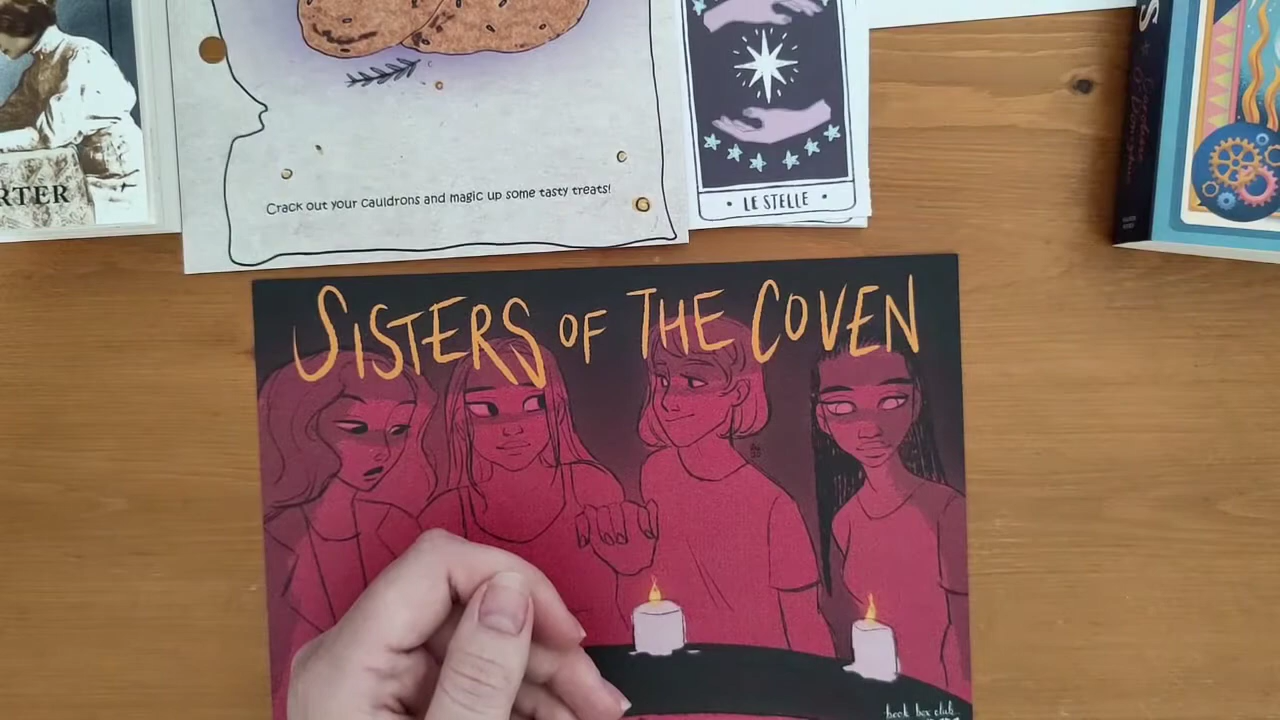 RTER
Crack out your cauldrons and magic up some tasty treats!
• LE STELLE •
S
SISTERS OF THE COVEN
book box club